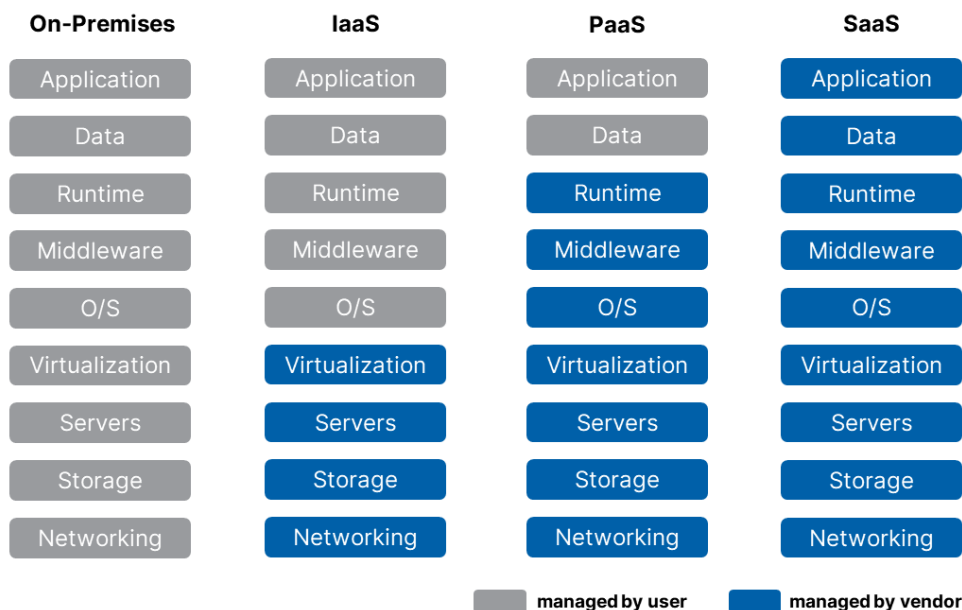 On-Premises IaaS PaaS SaaS
Application Application Application Application
Data Data Data Data
Runtime Runtime Runtime Runtime
Middleware Middleware Middleware Middleware
O/S O/S O/S O/S
Virtualization Virtualization Virtualization Virtualization
Servers Servers Servers Servers
Storage Storage Storage Storage
Networking Networking Networking Networking
managed by user managed by vendor